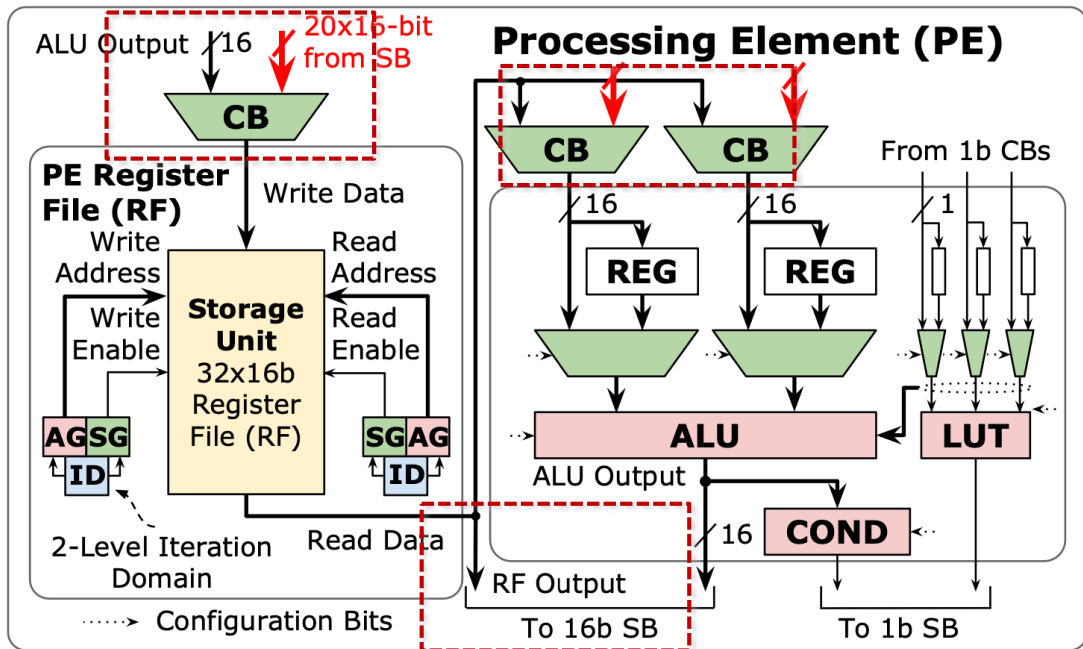 ALU Output
16
20x16-bit
from SB
Processing Element (PE)
CB
CB
CB
From 1b CBs
PE Register
File (RF)
Write Data
16
16
1
Write
Address
Read
Address
REG
REG
Write
Enable
Storage
Unit
32x16b
Register
File (RF)
Read
Enable
AG
SG
ID
SG
AG
ID
ALU
LUT
ALU Output
2-Level Iteration
Domain
Read Data
16
COND
RF Output
Configuration Bits
To 16b SB
To 1b SB